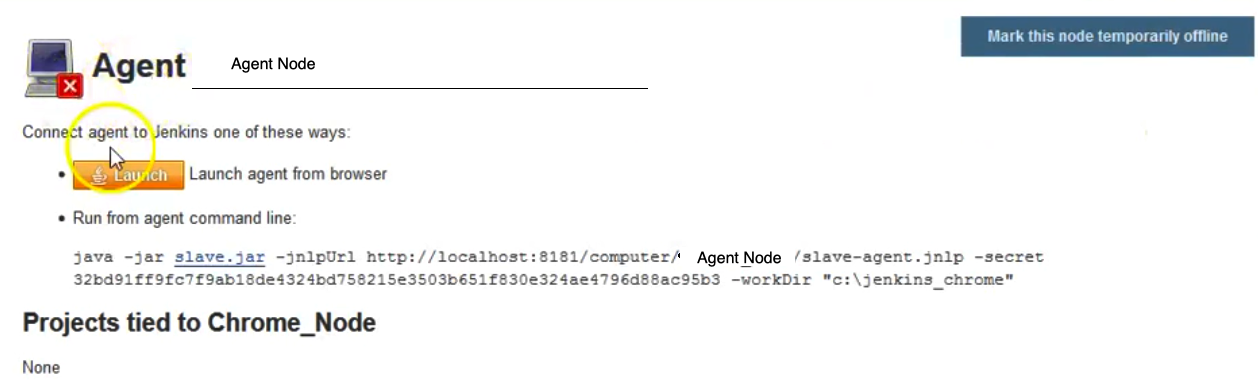 Mark this node temporarily offline
Agent Agent Node
Connect agent to Jenkins one of these ways:
Launch Launch agent from browser
Run from agent command line:
java -jar slave.jar -jnlpUrl http://localhost:8181/computer/ Agent Node /slave-agent.jnlp -secret
32bd91ff9fc7f9ab18de4324bd758215e3503b651f830e324ae4796d88ac95b3 -workDir "c:\jenkins_chrome"
Projects tied to Chrome_Node
None